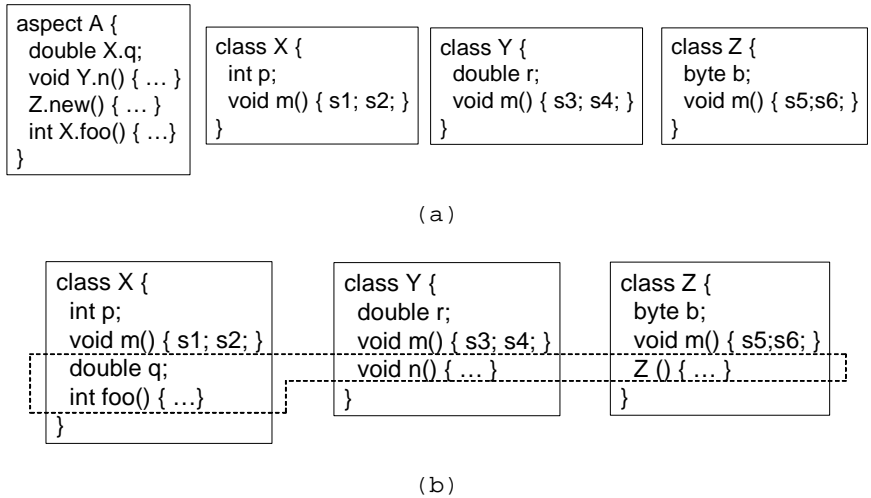 aspect A {
double X.q;
void Y.n() { … }
Z.new() { … }
int X.foo() { …}
}
class X {
int p;
void m() { s1; s2; }
}
class Y {
double r;
void m() { s3; s4; }
}
class Z {
byte b;
void m() { s5;s6; }
}
(a)
class X {
int p;
void m() { s1; s2; }
double q;
int foo() { …}
}
class Y {
double r;
void m() { s3; s4; }
void n() { … }
}
class Z {
byte b;
void m() { s5;s6; }
Z () { … }
}
(b)